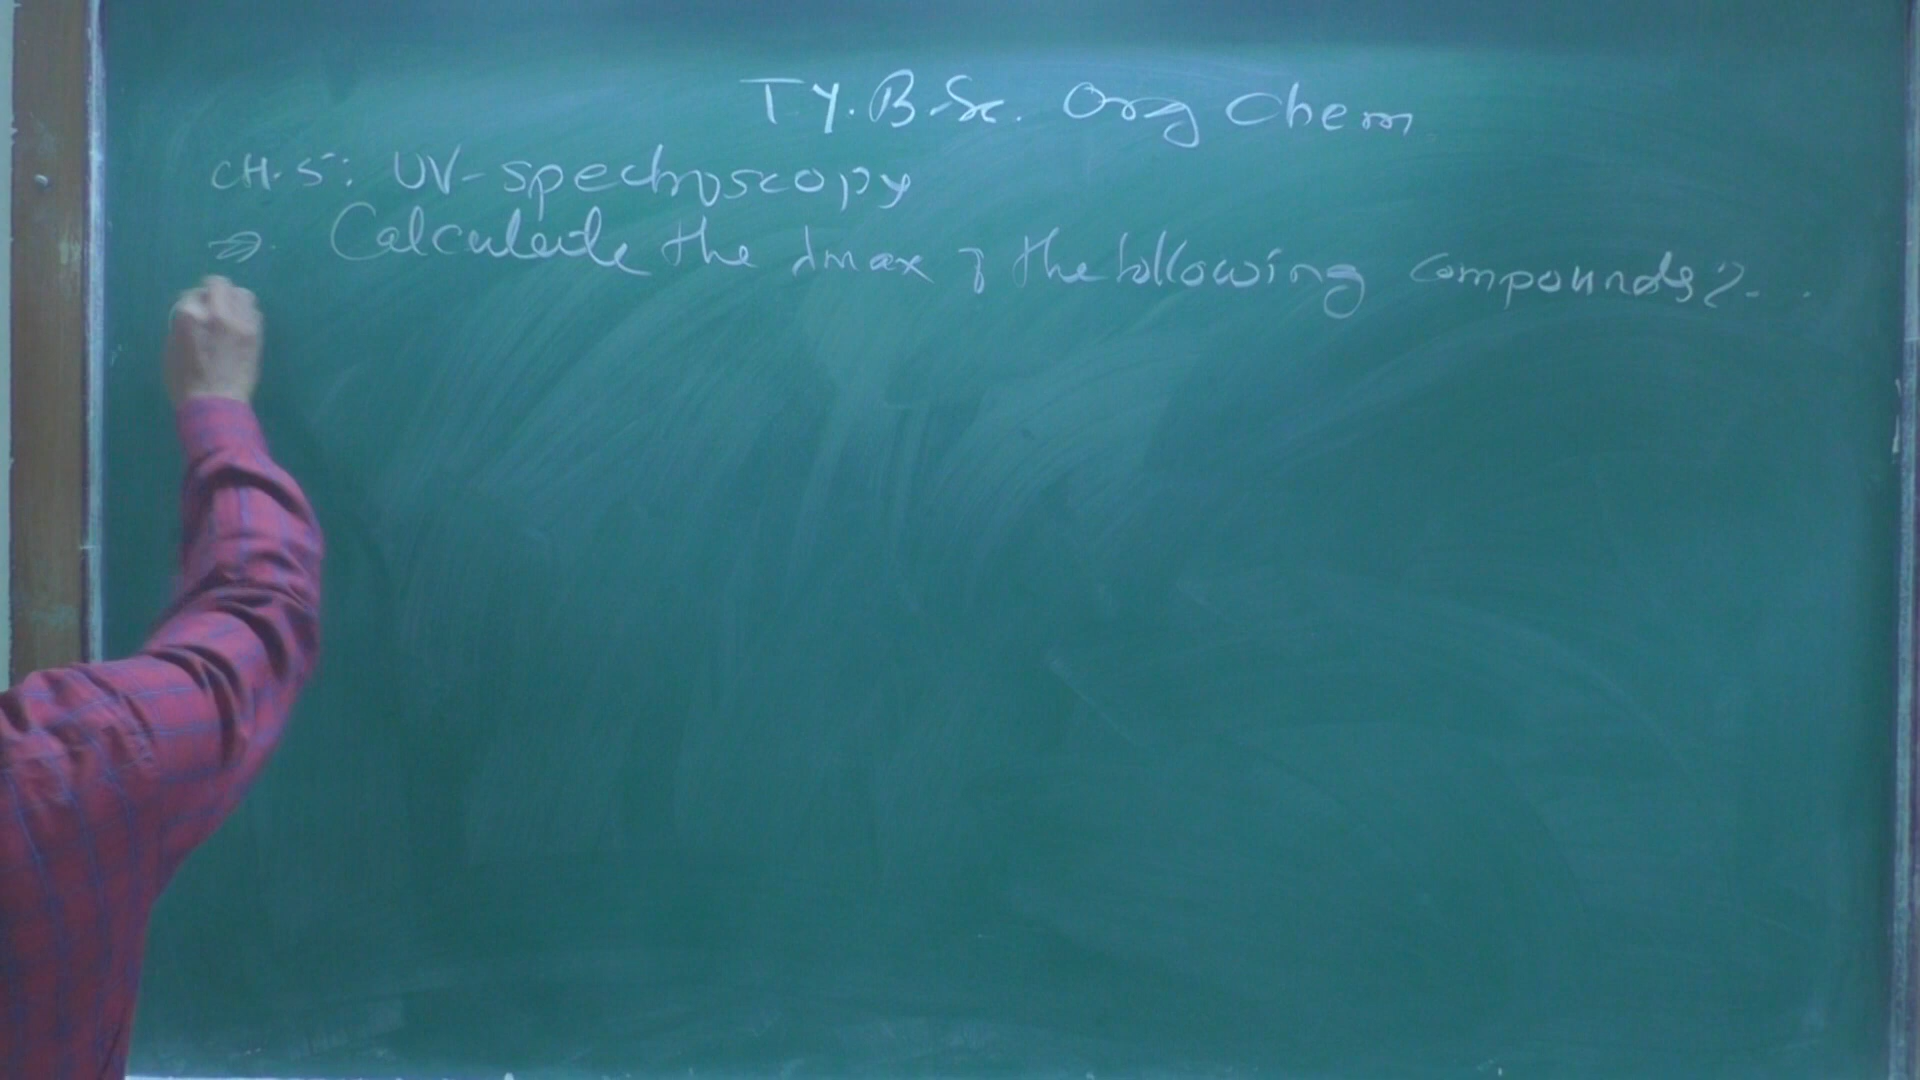 T.Y.B.Sc. Org Chem
CH.5: UV-spectroscopy
⇒. Calculate the λmax of the following compounds?